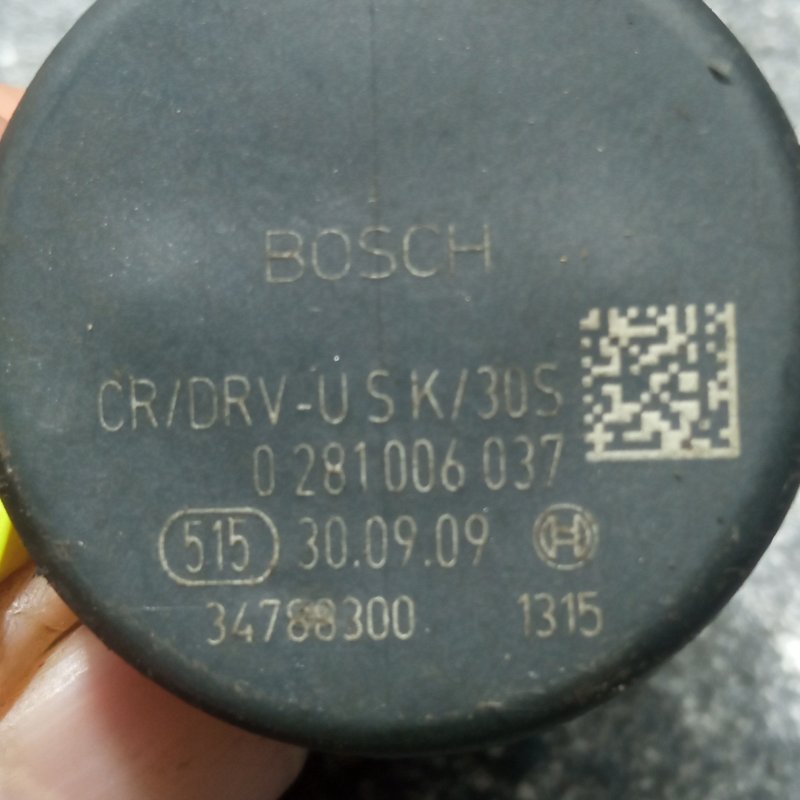 BOSCH
CR/DRV-U S K/30S
0 281 006 037
515 30.09.09
34788300 1315